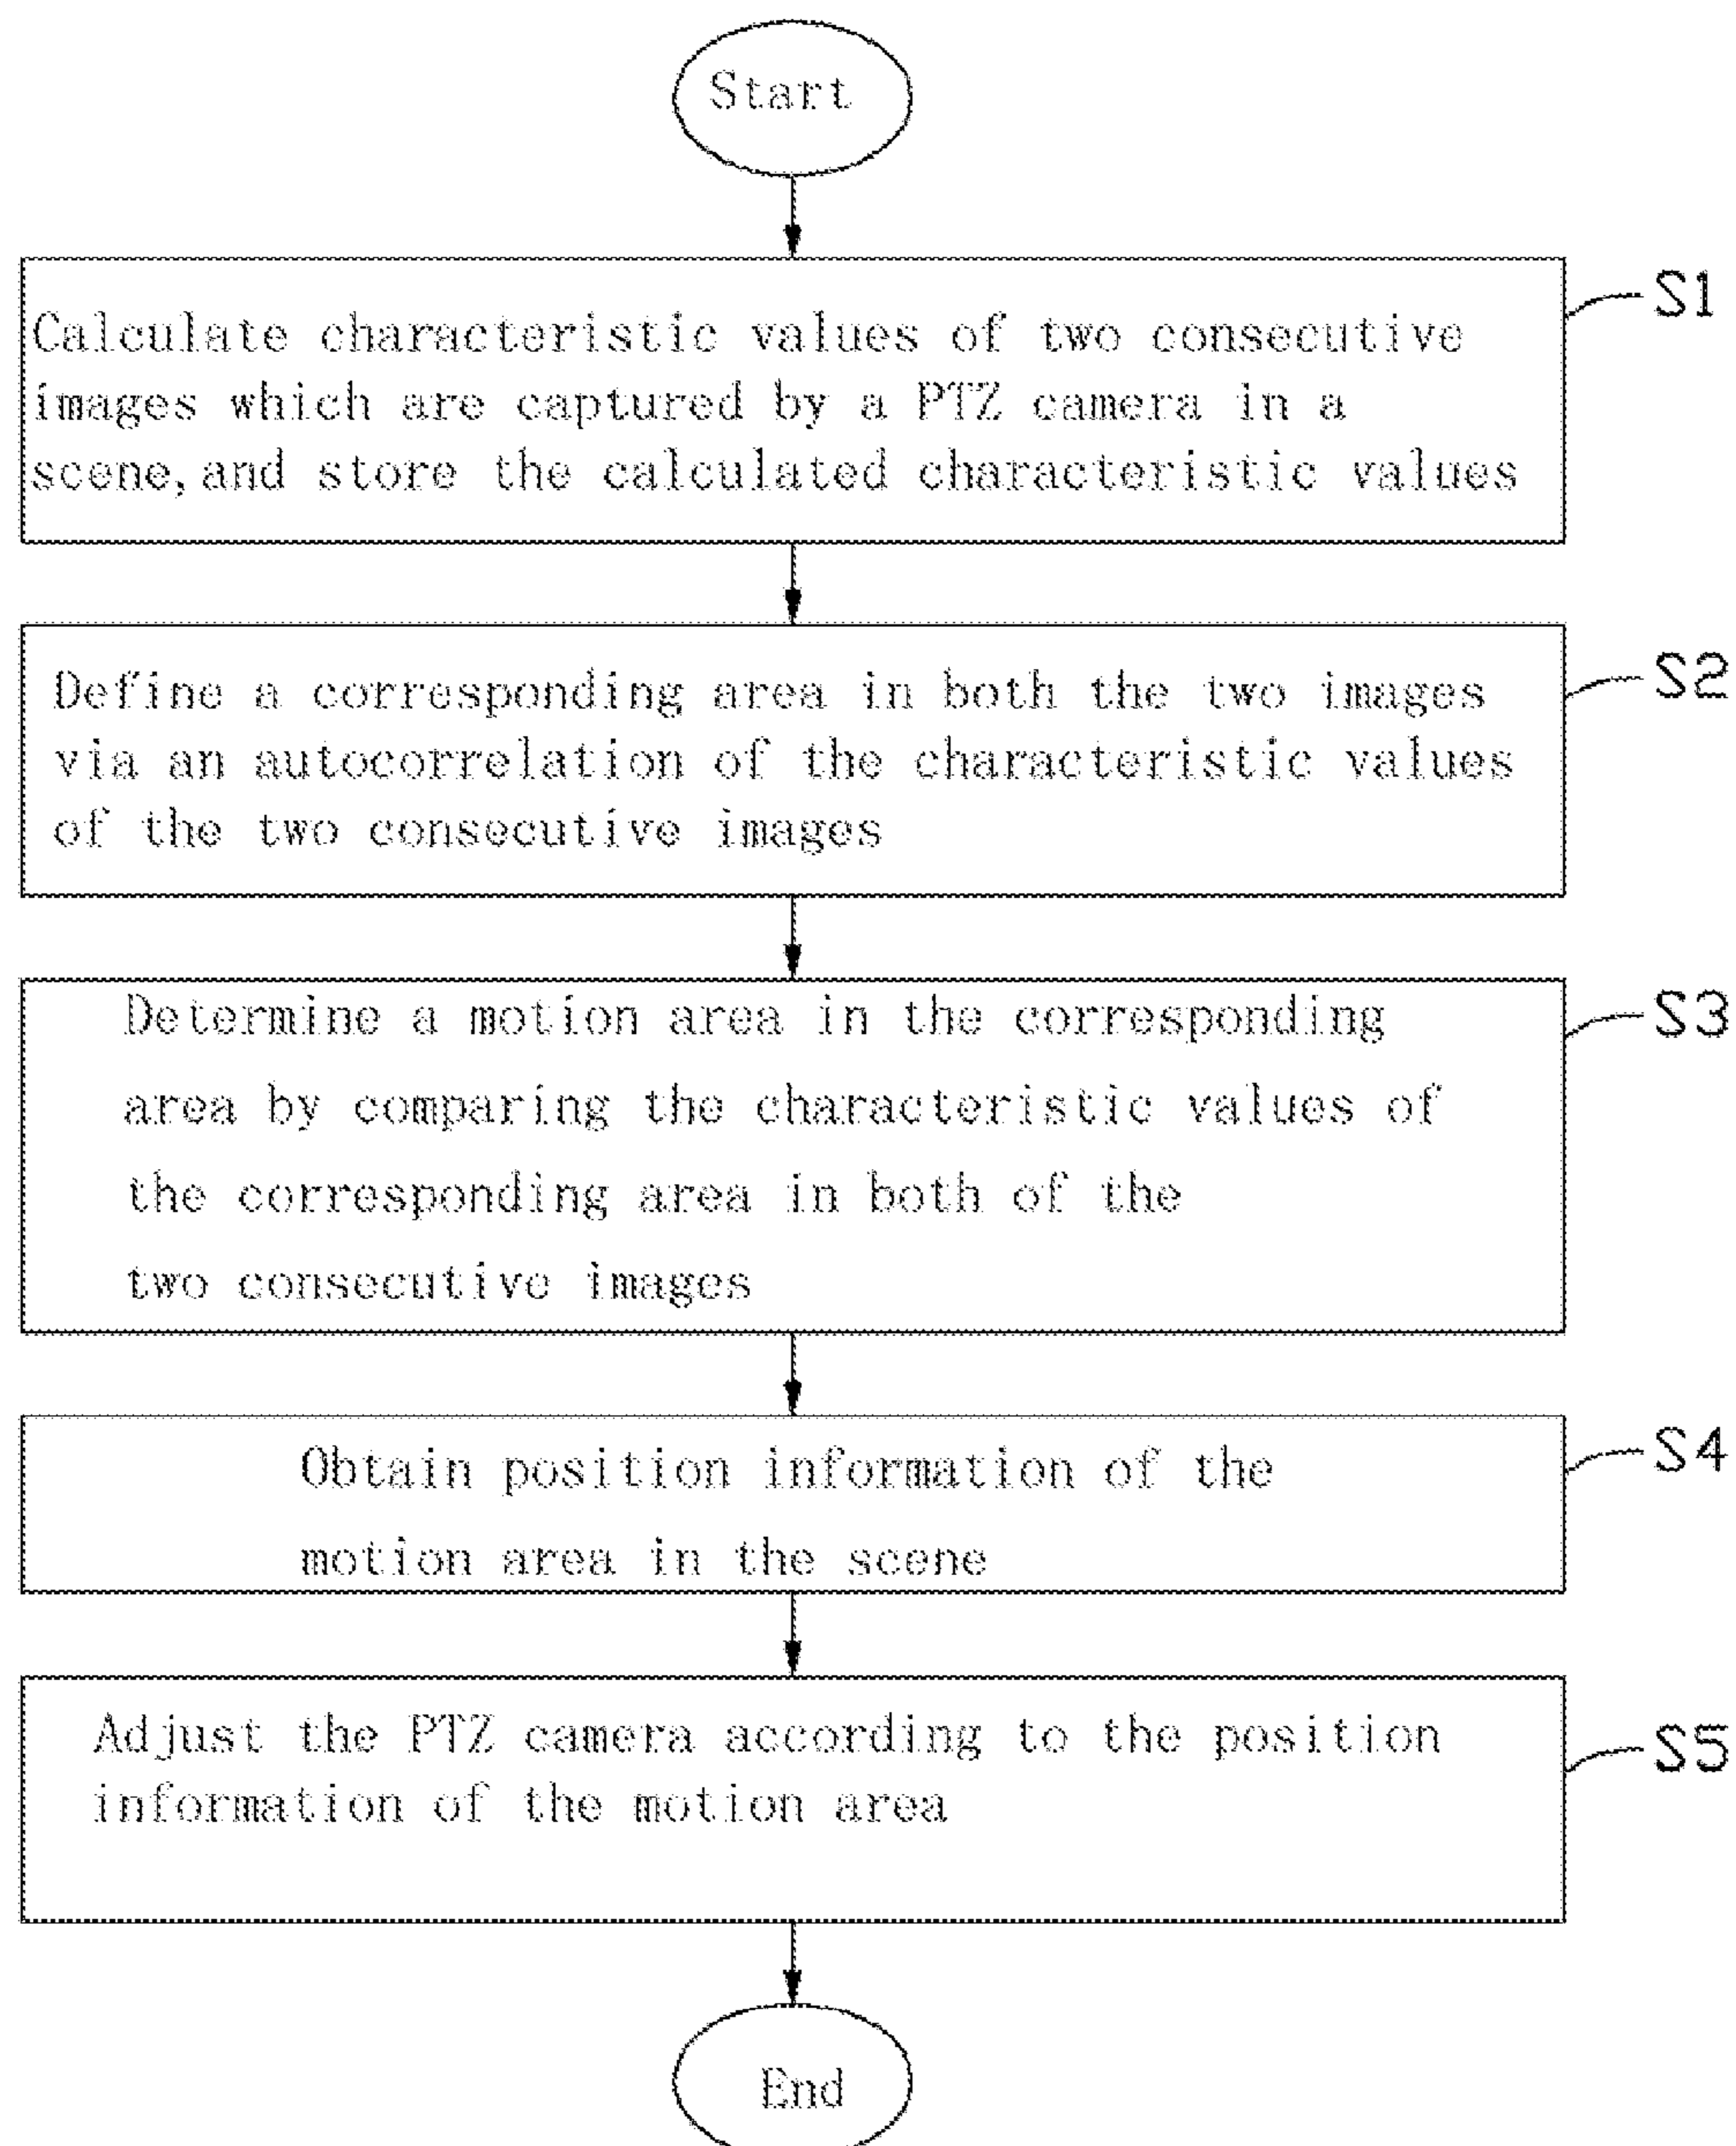 Start
S1
Calculate characteristic values of two consecutive
images which are captured by a PTZ camera in a
scene, and store the calculated characteristic values
S2
Define a corresponding area in both the two images
via an autocorrelation of the characteristic values
of the two consecutive images
S3
Determine a motion area in the corresponding
area by comparing the characteristic values of
the corresponding area in both of the
two consecutive images
S4
Obtain position information of the
motion area in the scene
S5
Adjust the PTZ camera according to the position
information of the motion area
End